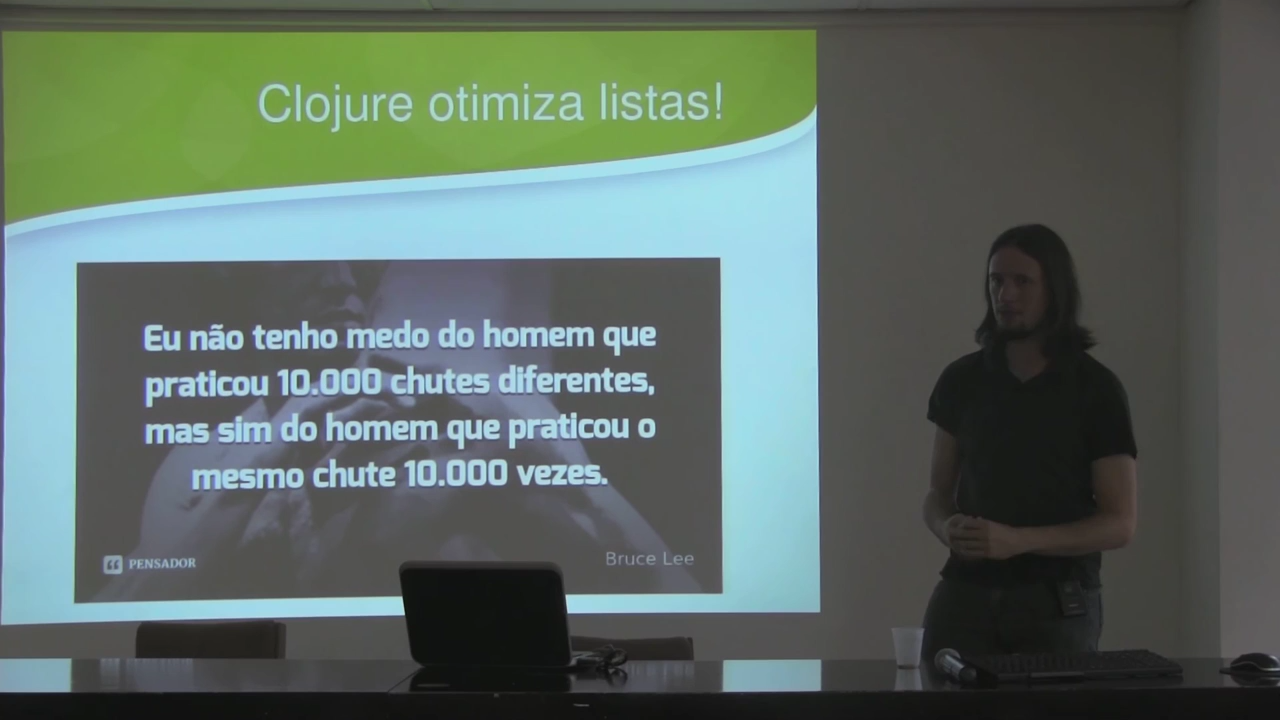 Clojure otimiza listas!
Eu não tenho medo do homem que
praticou 10.000 chutes diferentes,
mas sim do homem que praticou o
mesmo chute 10.000 vezes.
PENSADOR
Bruce Lee